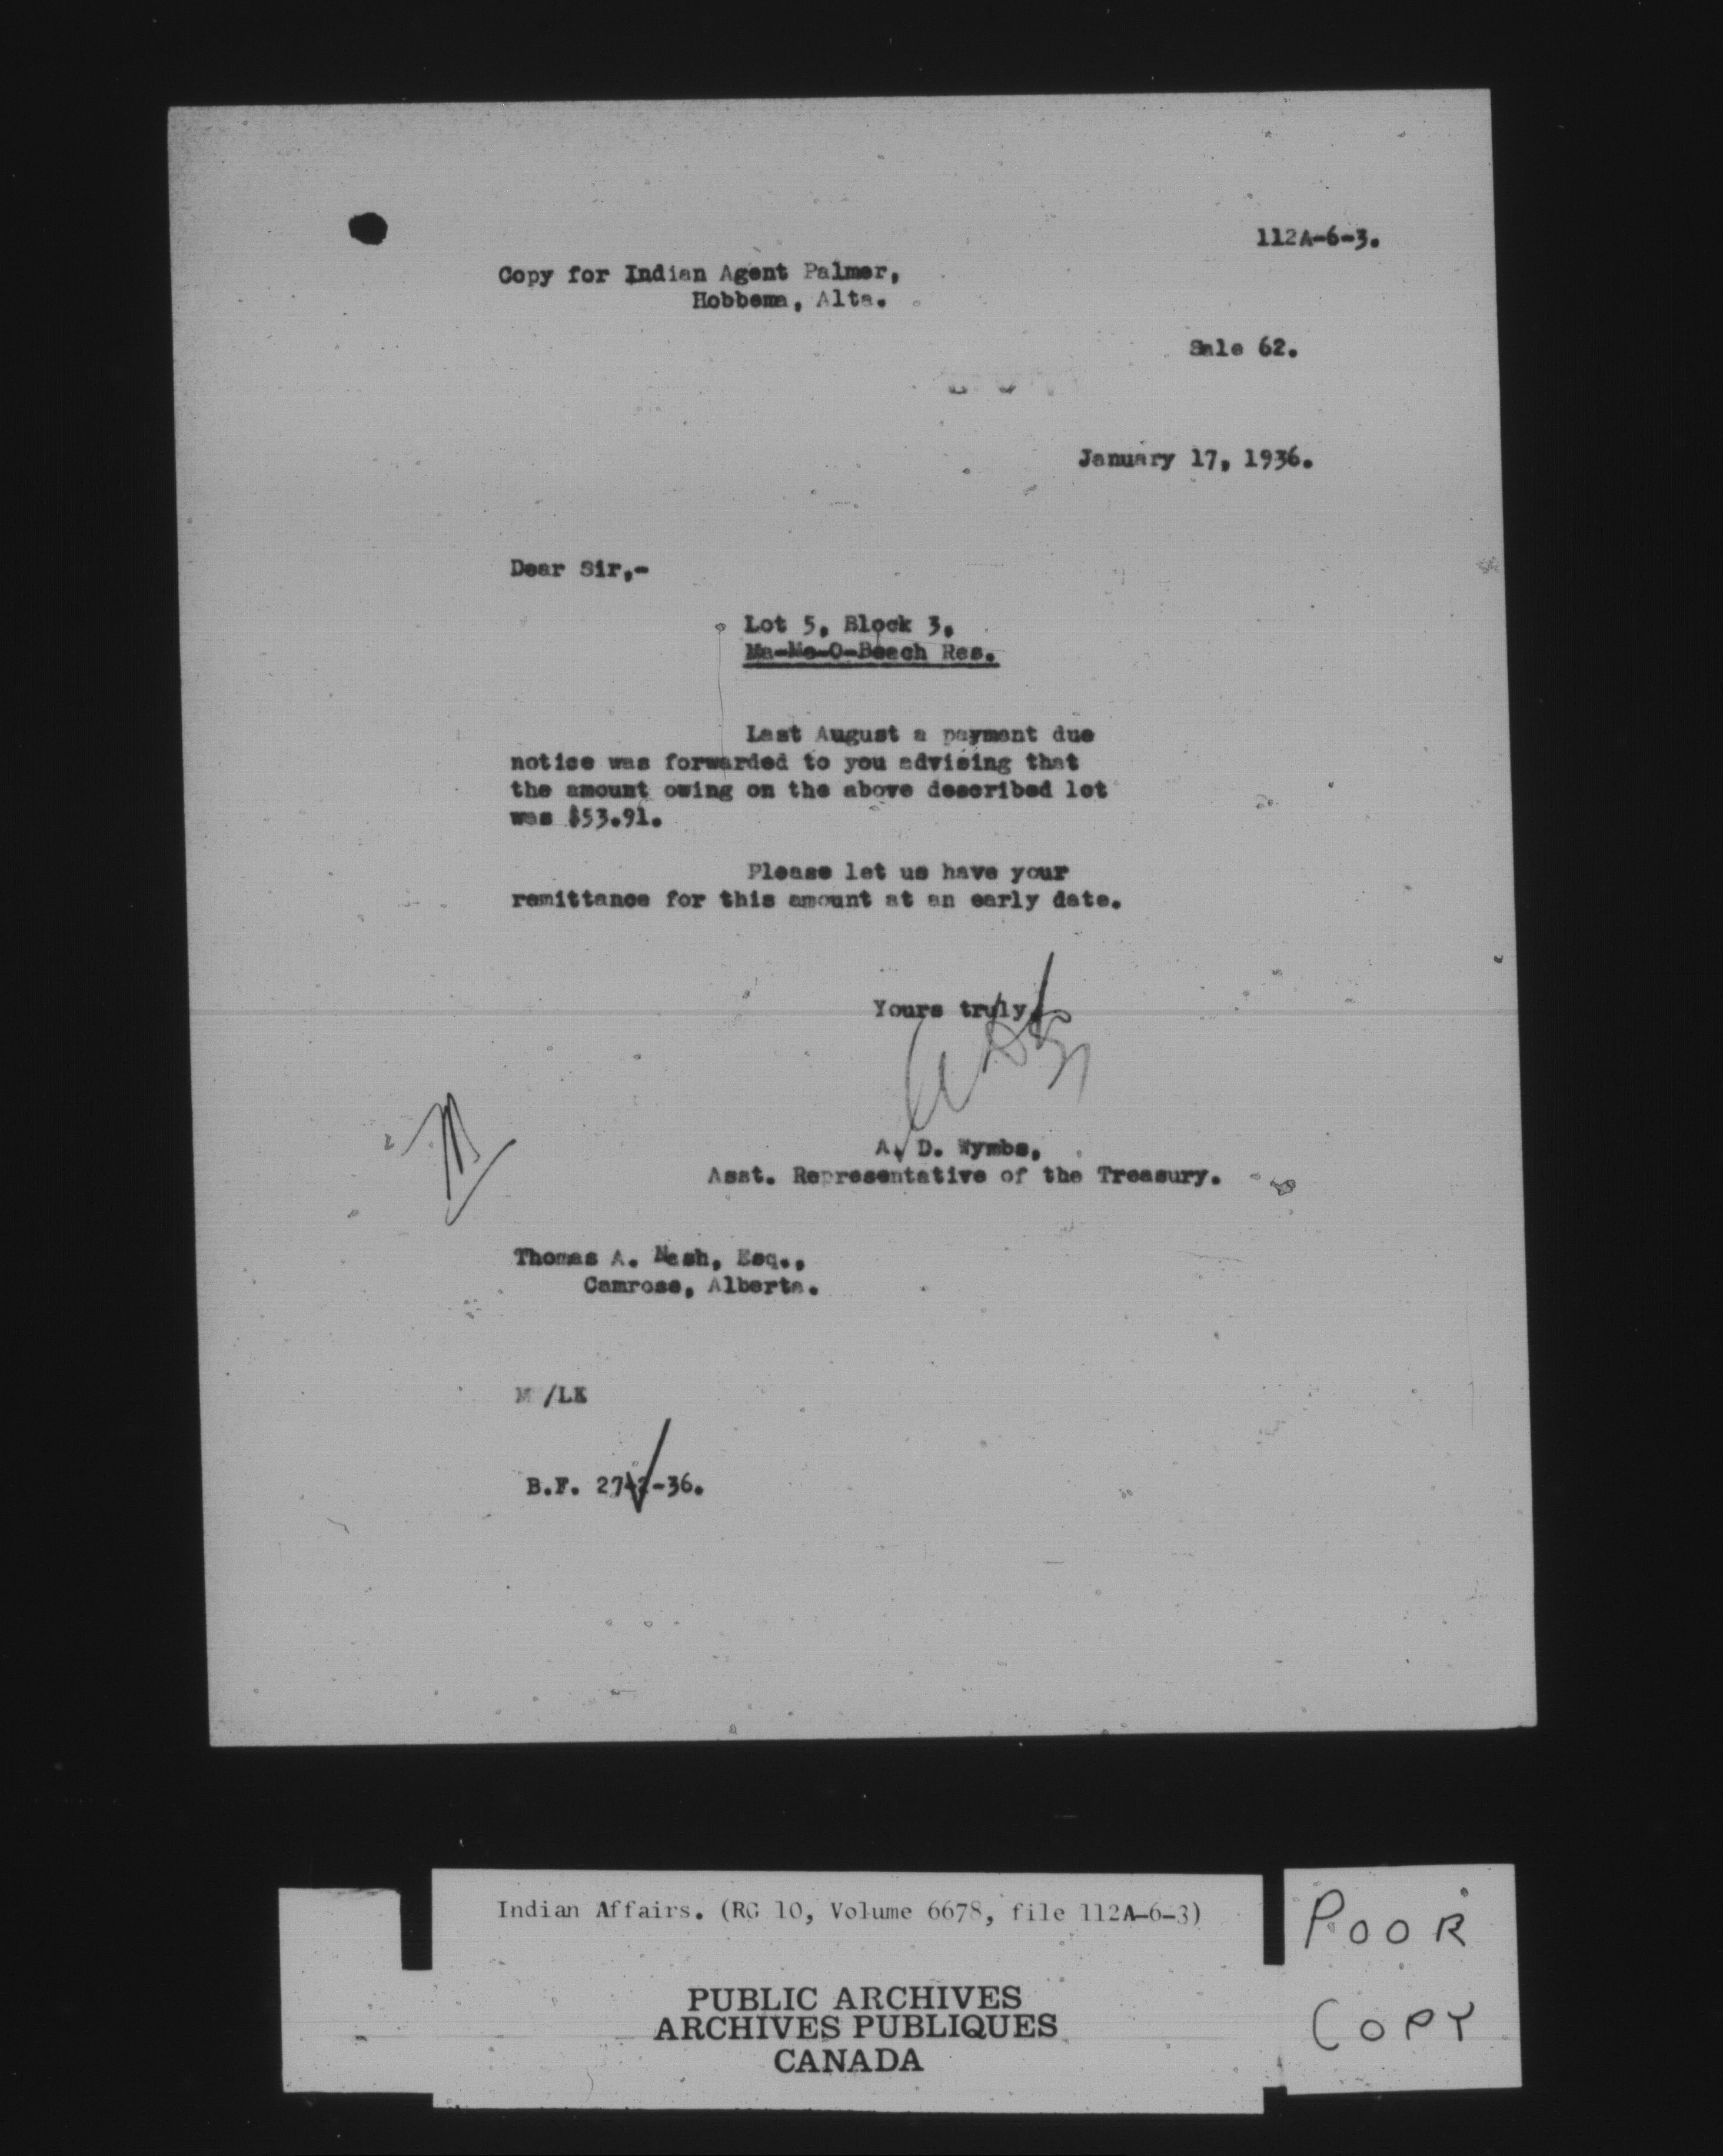 112A-6-3.
Copy for Indian Agent Palmer,
Hobbema, Alta.
Sale 62.
January 17, 1936.
Dear Sir,-
Lot 5, Block 3,
Ma-Me-O-Beach Res.
Last August a payment due
notice was forwarded to you advising that
the amount owing on the above described lot
was $53.91.
Please let us have your
remittance for this amount at an early date.
Yours truly,
A. D. Wymbs,
Asst. Representative of the Treasury.
Thomas A. Nash, Esq.,
Camrose, Alberta.
M /LK
B.F. 27-2-36.
Indian Affairs. (RG 10, Volume 6678, file 112A-6-3)
PUBLIC ARCHIVES
ARCHIVES PUBLIQUES
CANADA
POOR
COPY